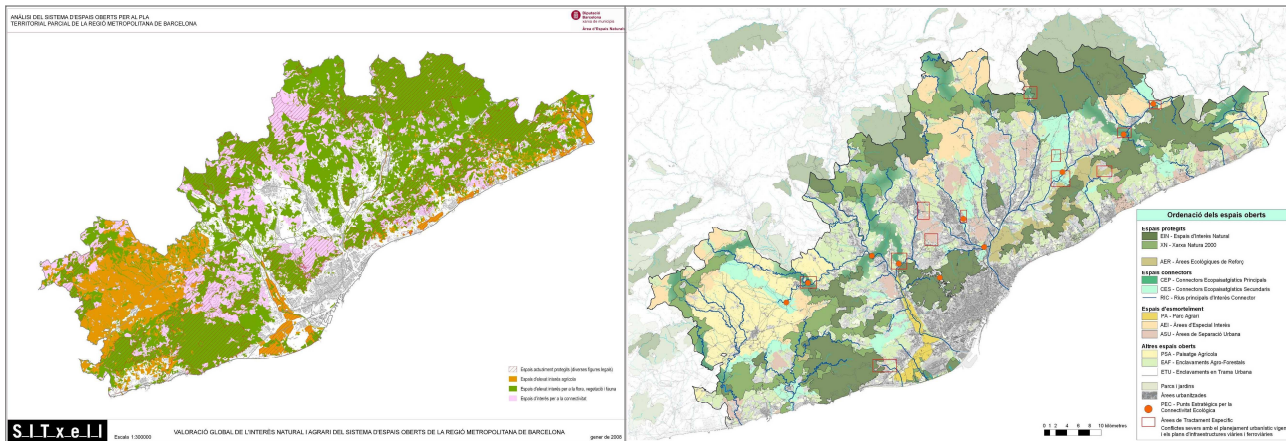 ANÀLISI DEL SISTEMA D'ESPAIS OBERTS PER AL PLA
TERRITORIAL PARCIAL DE LA REGIÓ METROPOLITANA DE BARCELONA
Diputació
Barcelona
xarxa de municipis
Àrea d'Espais Naturals
Espais actualment protegits (diverses figures legals)
Espais d'elevat interès agrícola
Espais d'elevat interès per a la flora, vegetació i fauna
Espais d'interès per a la connectivitat
SITxell
Escala 1:300000
VALORACIÓ GLOBAL DE L'INTERÈS NATURAL I AGRARI DEL SISTEMA D'ESPAIS OBERTS DE LA REGIÓ METROPOLITANA DE BARCELONA
gener de 2008
Ordenació dels espais oberts
Espais protegits
EIN - Espais d'Interès Natural
XN - Xarxa Natura 2000
AER - Àrees Ecològiques de Reforç
Espais connectors
CEP - Connectors Ecopaisatgístics Principals
CES - Connectors Ecopaisatgístics Secundaris
RIC - Rius principals d'Interès Connector
Espai d'esmorteïment
PA - Parc Agrari
AEI - Àrees d'Especial Interès
ASU - Àrees de Separació Urbana
Altres espais oberts
PSA - Paisatge Agrícola
EAF - Enclavaments Agro-Forestals
ETU - Enclavaments en Trama Urbana
Parcs i jardins
Àrees urbanitzades
PEC - Punts Estratègics per la
Connectivitat Ecològica
Àrees de Tractament Específic
Conflictes severs amb el planejament urbanístic vigent
i els plans d'infraestructures viàries i ferroviàries
0 1 2 4 6 8 10 kilòmetres